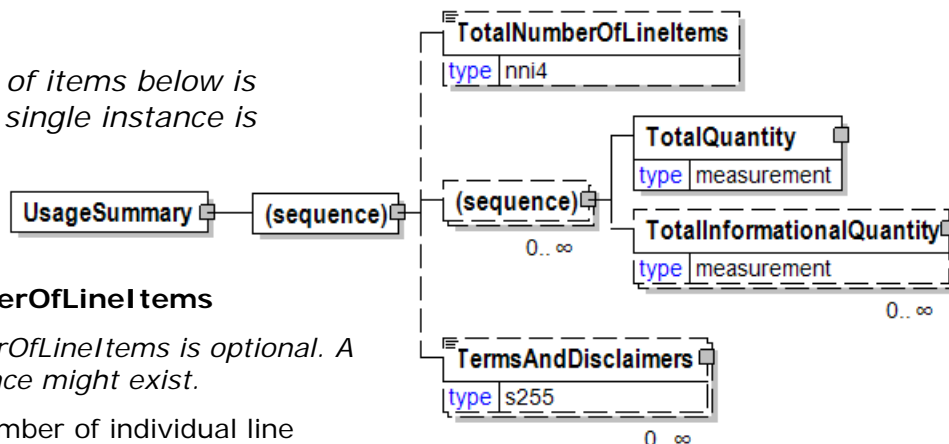 of items below is
single instance is
erOfLineItems
rOfLineItems is optional. A
nce might exist.
mber of individual line
UsageSummary
(sequence)
TotalNumberOfLineItems
type nni4
(sequence)
0.. ∞
TotalQuantity
type measurement
TotalInformationalQuantity
type measurement
0.. ∞
TermsAndDisclaimers
type s255
0.. ∞